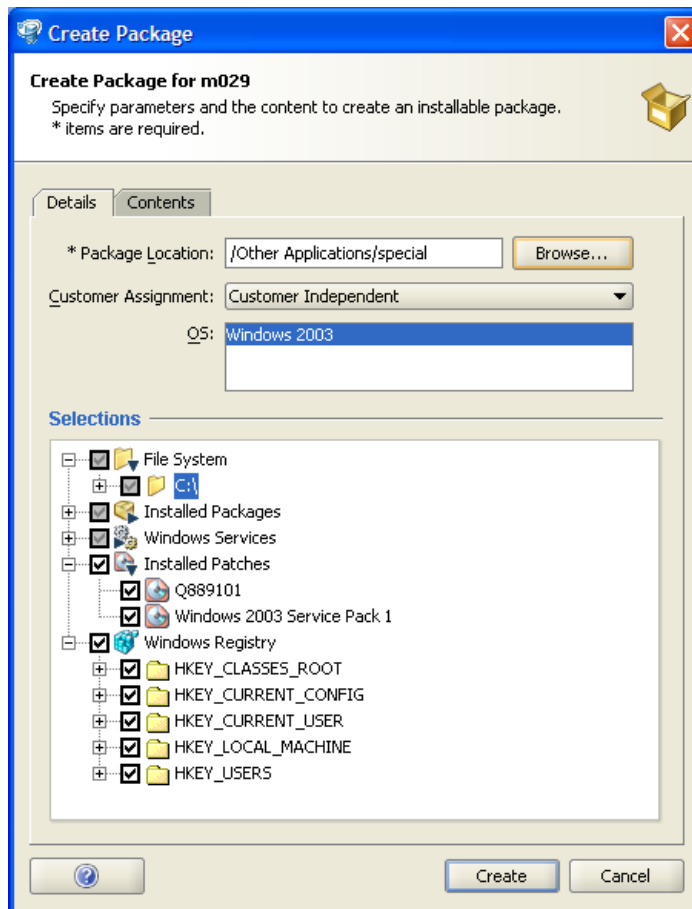 Create Package
Create Package for m029
Specify parameters and the content to create an installable package.
* items are required.
Details Contents
* Package Location: /Other Applications/special Browse...
Customer Assignment: Customer Independent
OS: Windows 2003
Selections
File System
C:\
Installed Packages
Windows Services
Installed Patches
Q889101
Windows 2003 Service Pack 1
Windows Registry
HKEY_CLASSES_ROOT
HKEY_CURRENT_CONFIG
HKEY_CURRENT_USER
HKEY_LOCAL_MACHINE
HKEY_USERS
? Create Cancel